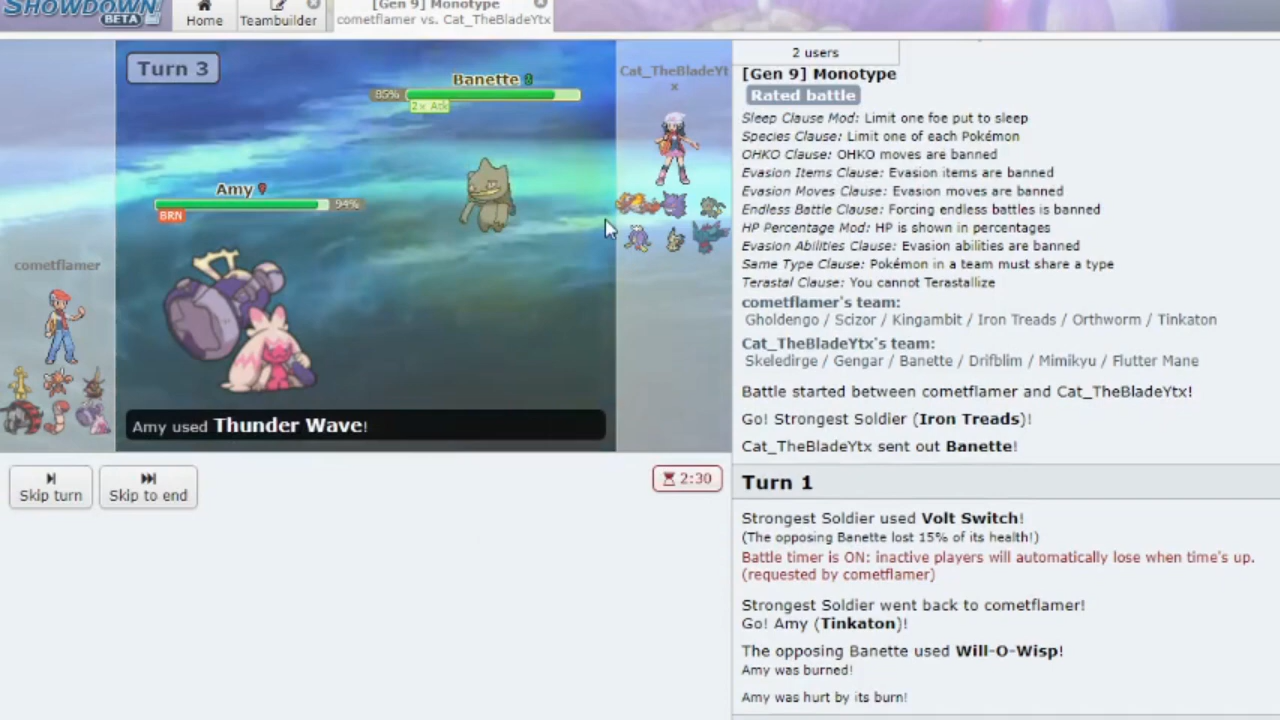 SHOWDOWN
BETA
Home
Teambuilder
[Gen 9] Monotype
cometflamer vs. Cat_TheBladeYtx
Turn 3
Banette
85%
2x Atk
Amy
94%
BRN
cometflamer
Cat_TheBladeYt
x
Amy used Thunder Wave!
Skip turn
Skip to end
2:30
2 users
[Gen 9] Monotype
Rated battle
Sleep Clause Mod: Limit one foe put to sleep
Species Clause: Limit one of each Pokémon
OHKO Clause: OHKO moves are banned
Evasion Items Clause: Evasion items are banned
Evasion Moves Clause: Evasion moves are banned
Endless Battle Clause: Forcing endless battles is banned
HP Percentage Mod: HP is shown in percentages
Evasion Abilities Clause: Evasion abilities are banned
Same Type Clause: Pokémon in a team must share a type
Terastal Clause: You cannot Terastallize
cometflamer's team:
Gholdengo / Scizor / Kingambit / Iron Treads / Orthworm / Tinkaton
Cat_TheBladeYtx's team:
Skeledirge / Gengar / Banette / Drifblim / Mimikyu / Flutter Mane
Battle started between cometflamer and Cat_TheBladeYtx!
Go! Strongest Soldier (Iron Treads)!
Cat_TheBladeYtx sent out Banette!
Turn 1
Strongest Soldier used Volt Switch!
(The opposing Banette lost 15% of its health!)
Battle timer is ON: inactive players will automatically lose when time's up.
(requested by cometflamer)
Strongest Soldier went back to cometflamer!
Go! Amy (Tinkaton)!
The opposing Banette used Will-O-Wisp!
Amy was burned!
Amy was hurt by its burn!